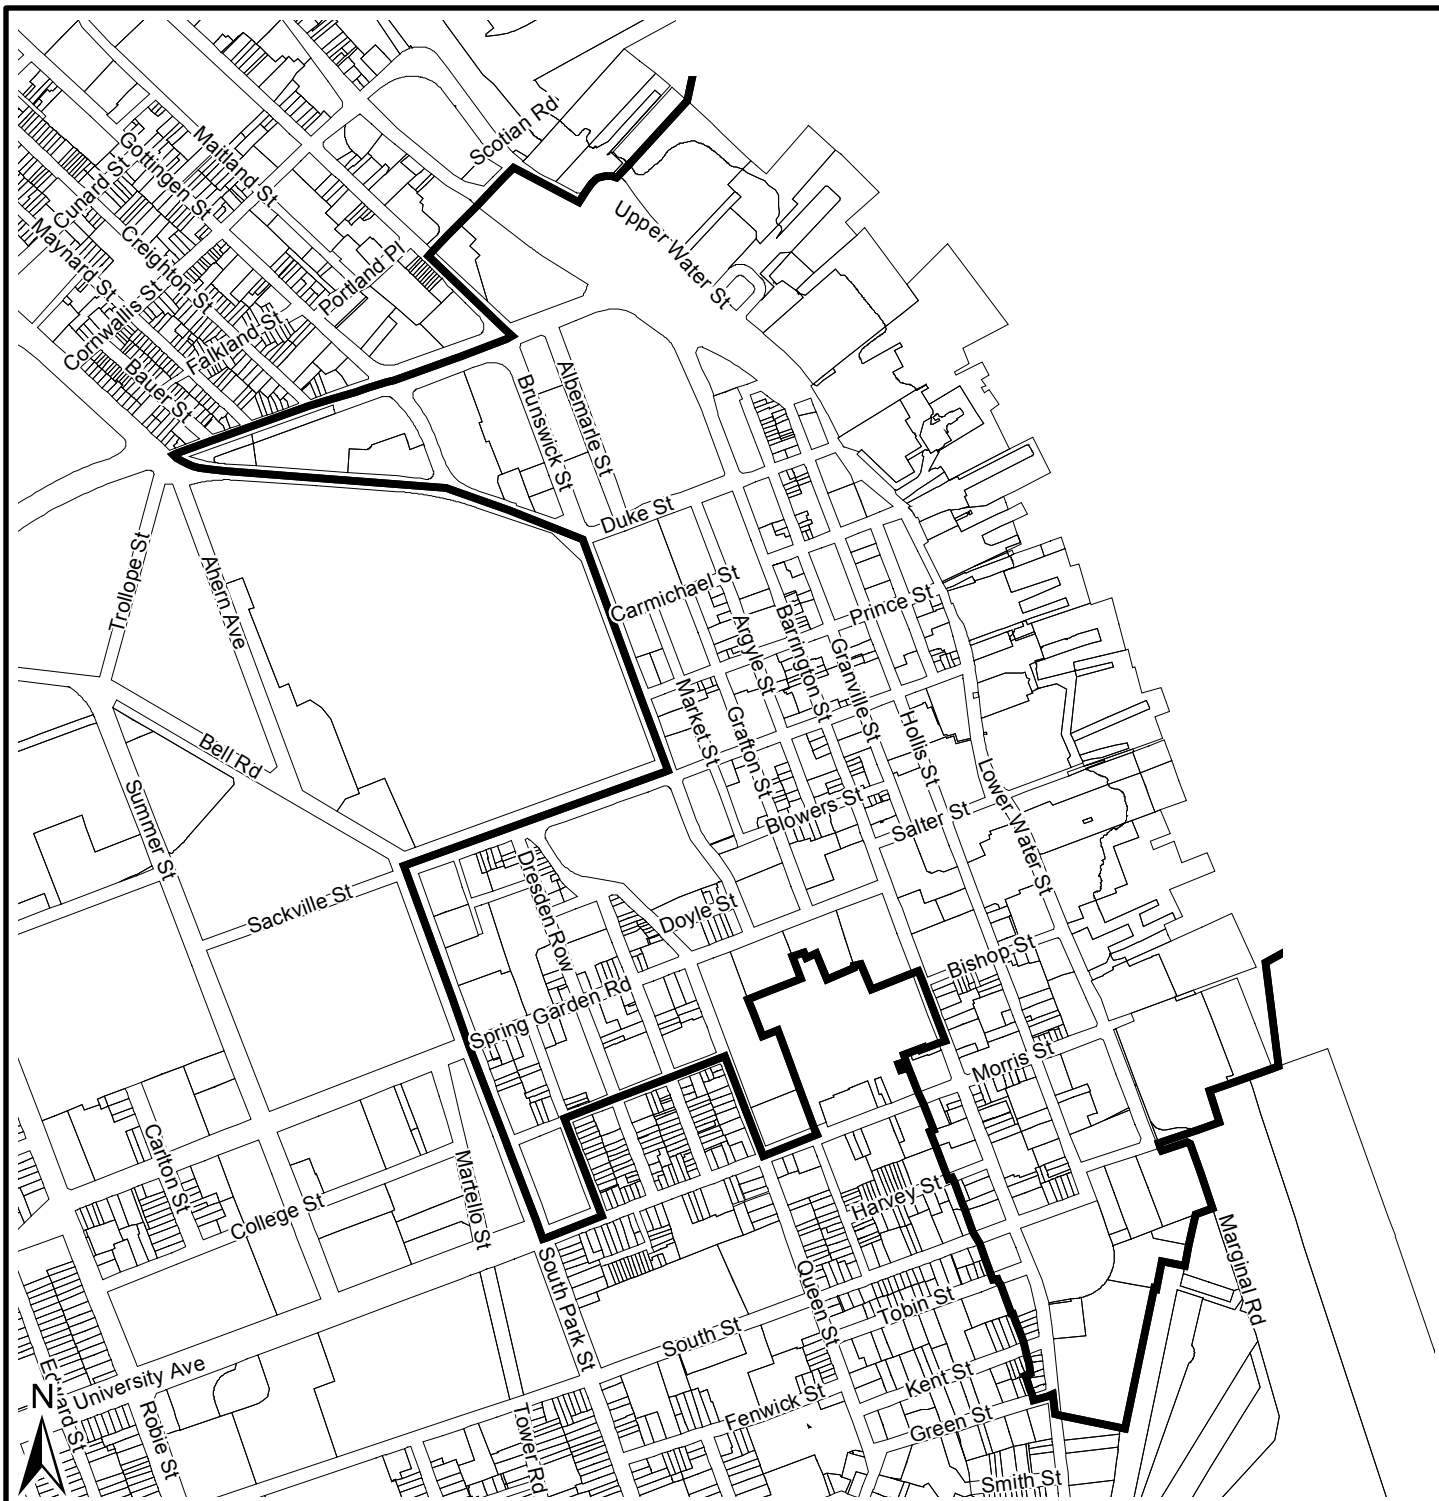 Scotian Rd
Maitland St
Gottingen St
Cunard St
Upper Water St
Maynard St
Creighton St
Portland Pl
Cornwallis St
Falkland St
Bauer St
Albemarle St
Brunswick St
Duke St
Trollope St
Ahern Ave
Carmichael St
Prince St
Argyle St
Barrington St
Granville St
Market St
Grafton St
Hollis St
Bell Rd
Lower Water St
Summer St
Blowers St
Salter St
Dresden Row
Sackville St
Doyle St
Bishop St
Spring Garden Rd
Morris St
Carlton St
Martello St
Harvey St
College St
Marginal Rd
South Park St
Queen St
Tobin St
South St
Edward St
University Ave
Kent St
N
Robie St
Tower Rd
Fenwick St
Green St
Smith St